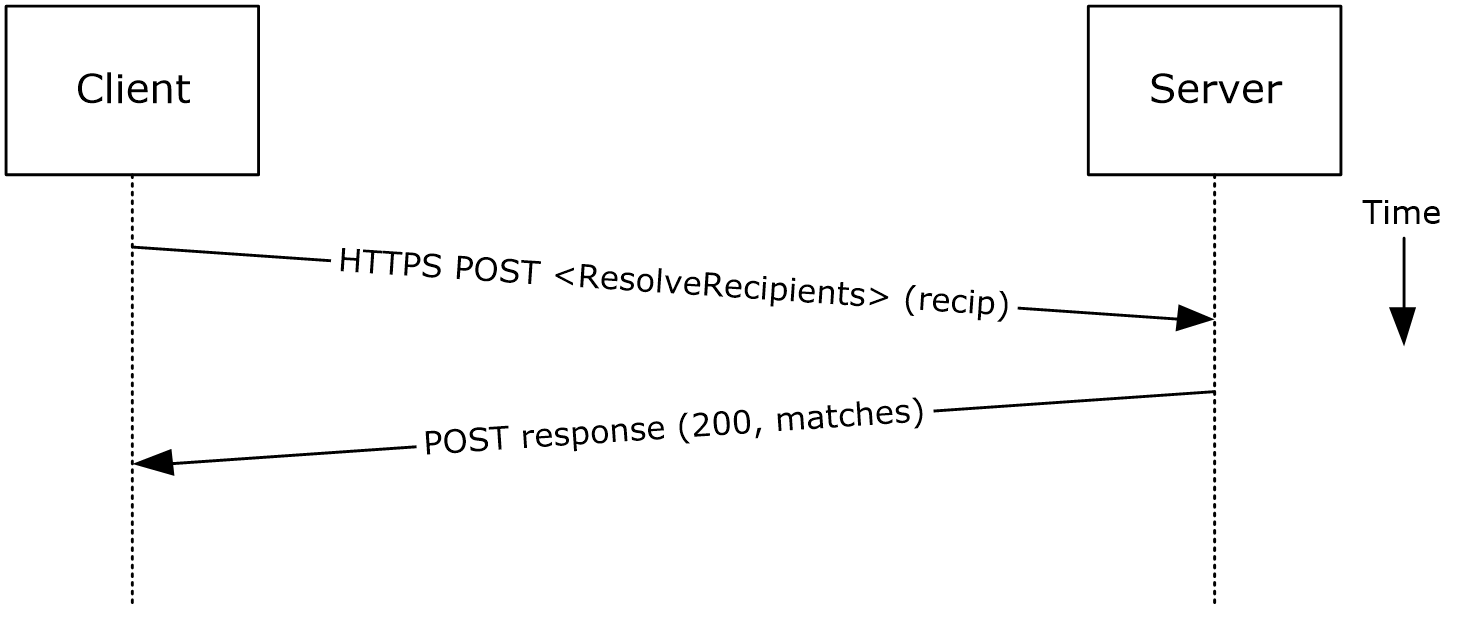 Client
Server
Time
HTTPS POST <ResolveRecipients> (recip)
POST response (200, matches)